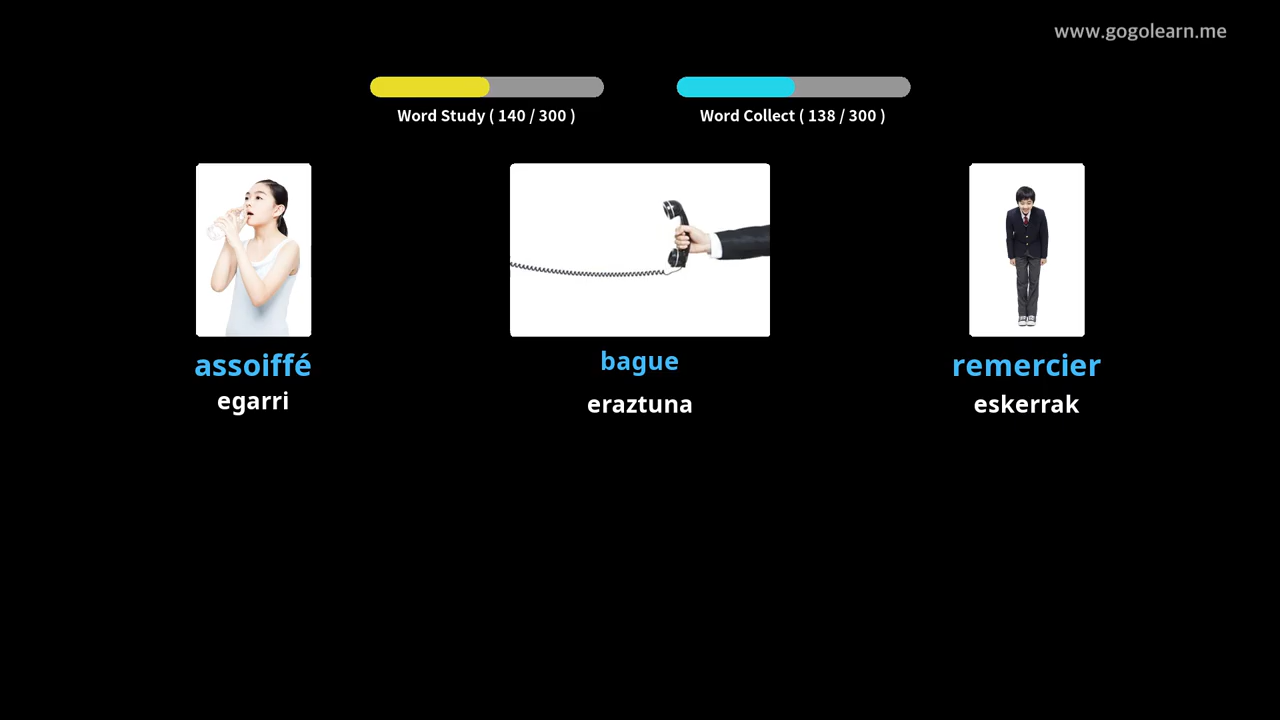 www.gogolearn.me
Word Study ( 140 / 300 )
Word Collect ( 138 / 300 )
assoiffé
egarri
bague
eraztuna
remercier
eskerrak